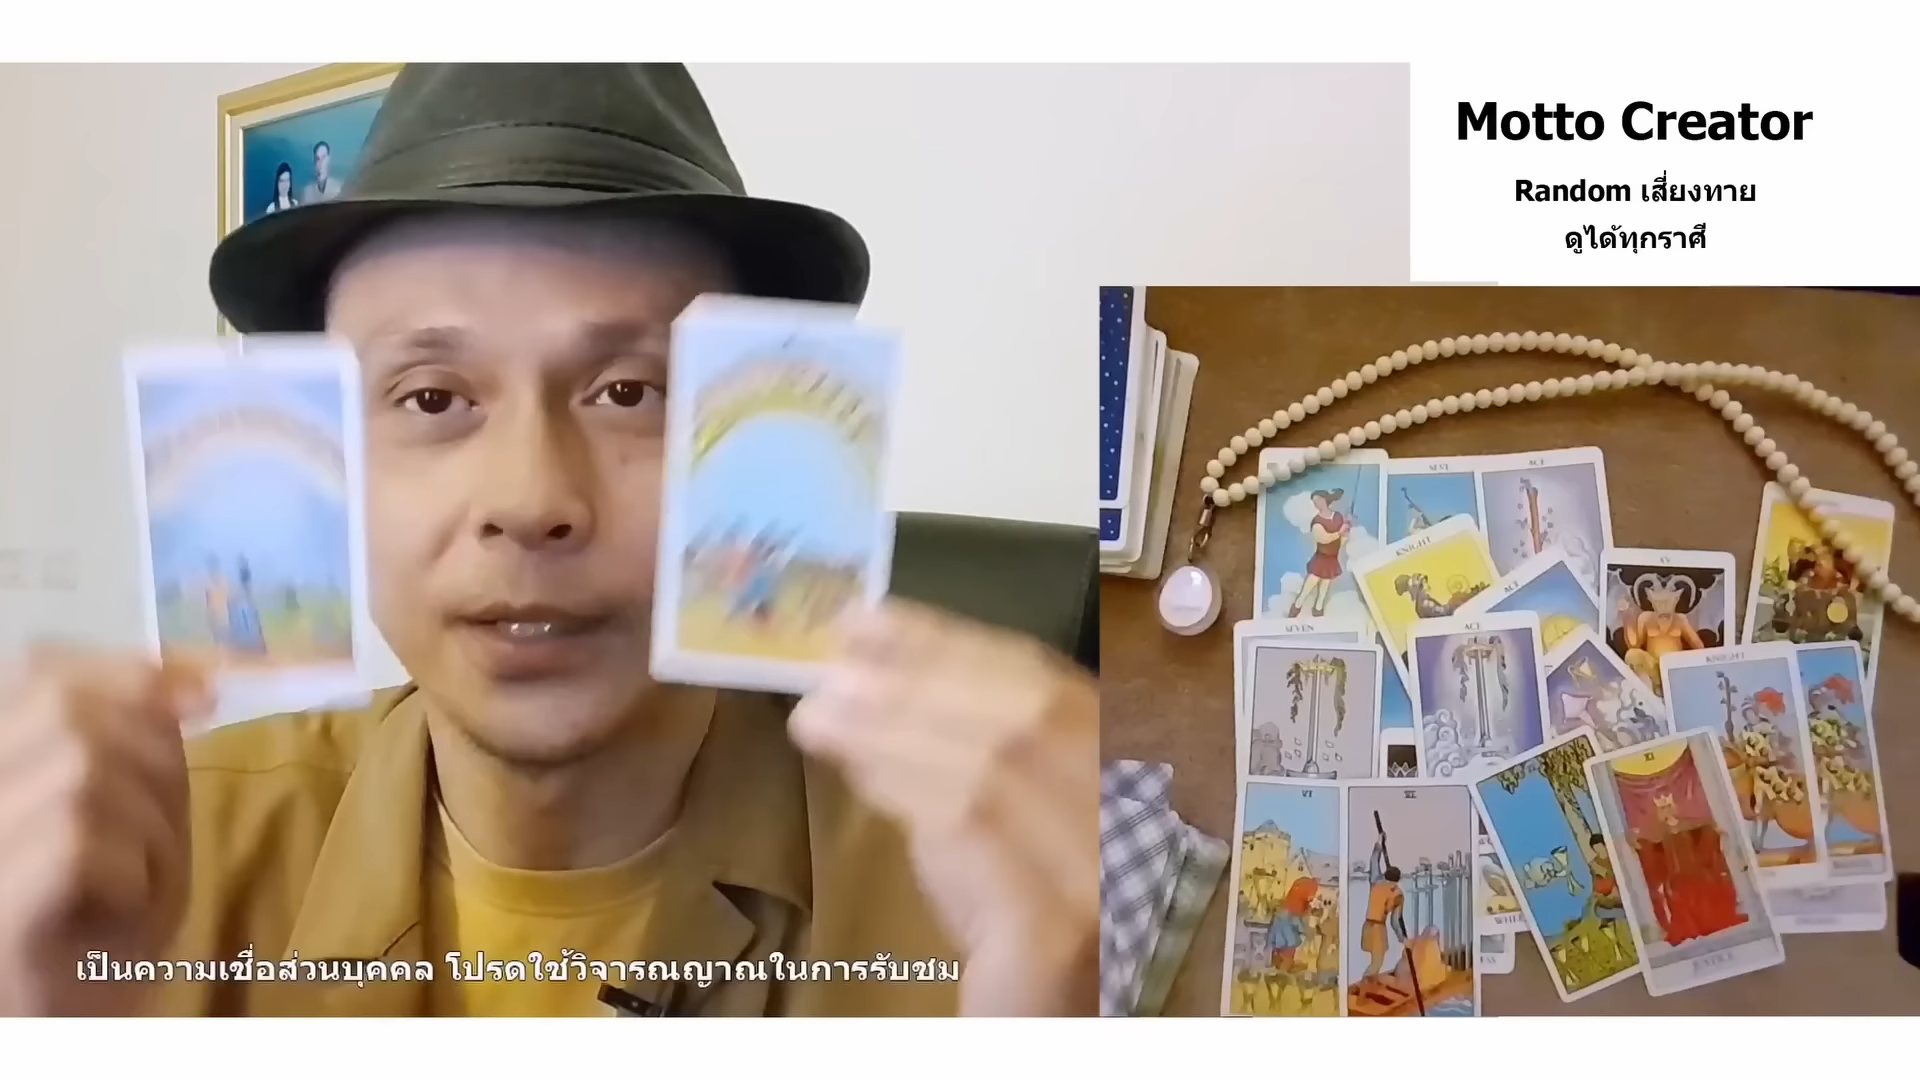 Motto Creator
Random เสี่ยงทาย
ดูได้ทุกราศี
เป็นความเชื่อส่วนบุคคล โปรดใช้วิจารณญาณในการรับชม
ACE
KNIGHT
ACE
SEVEN
ACE
KNIGHT
XI
VI
VI
JUSTICE